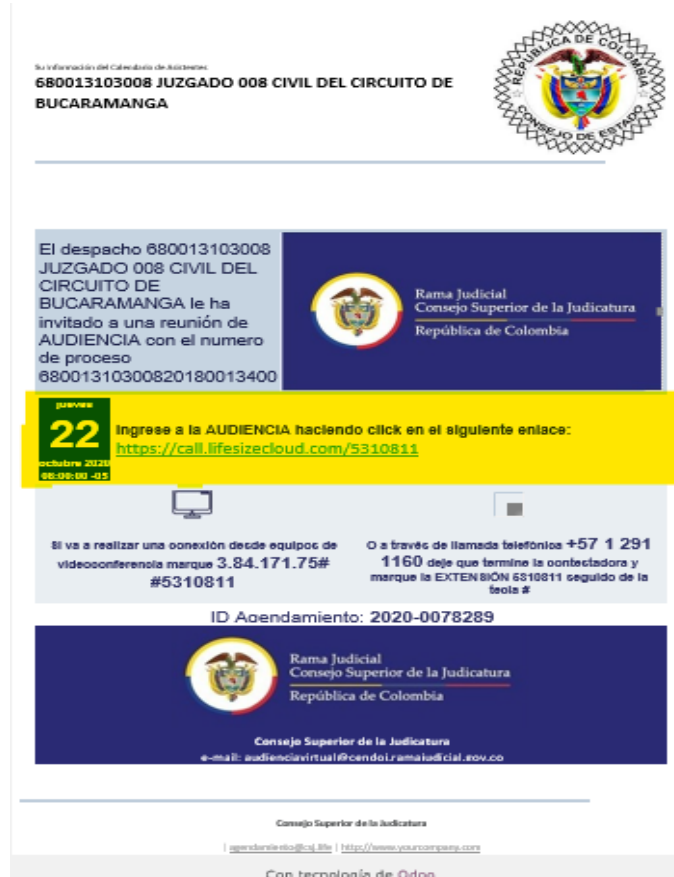 Su información del Calendario de Asistentes
680013103008 JUZGADO 008 CIVIL DEL CIRCUITO DE
BUCARAMANGA
REPUBLICA DE COLOMBIA
CONSEJO DE ESTADO
El despacho 680013103008
JUZGADO 008 CIVIL DEL
CIRCUITO DE
BUCARAMANGA le ha
invitado a una reunión de
AUDIENCIA con el numero
de proceso
68001310300820180013400
Rama Judicial
Consejo Superior de la Judicatura
República de Colombia
jueves
22
octubre 2020
Ingrese a la AUDIENCIA haciendo click en el siguiente enlace:
https://call.lifesizecloud.com/5310811
Si va a realizar una conexión desde equipos de
videoconferencia marque 3.84.171.75#
#5310811
O a través de llamada telefónica +57 1 291
1160 deje que termine la contestadora y
marque la EXTENSIÓN 5310811 seguido de la
tecla #
ID Agendamiento: 2020-0078289
Rama Judicial
Consejo Superior de la Judicatura
República de Colombia
Consejo Superior de la Judicatura
e-mail: audienciavirtual@cendoj.ramajudicial.gov.co
Consejo Superior de la Judicatura
| agendamiento@csj.life | http://www.yourcompany.com
Con tecnología de Odoo